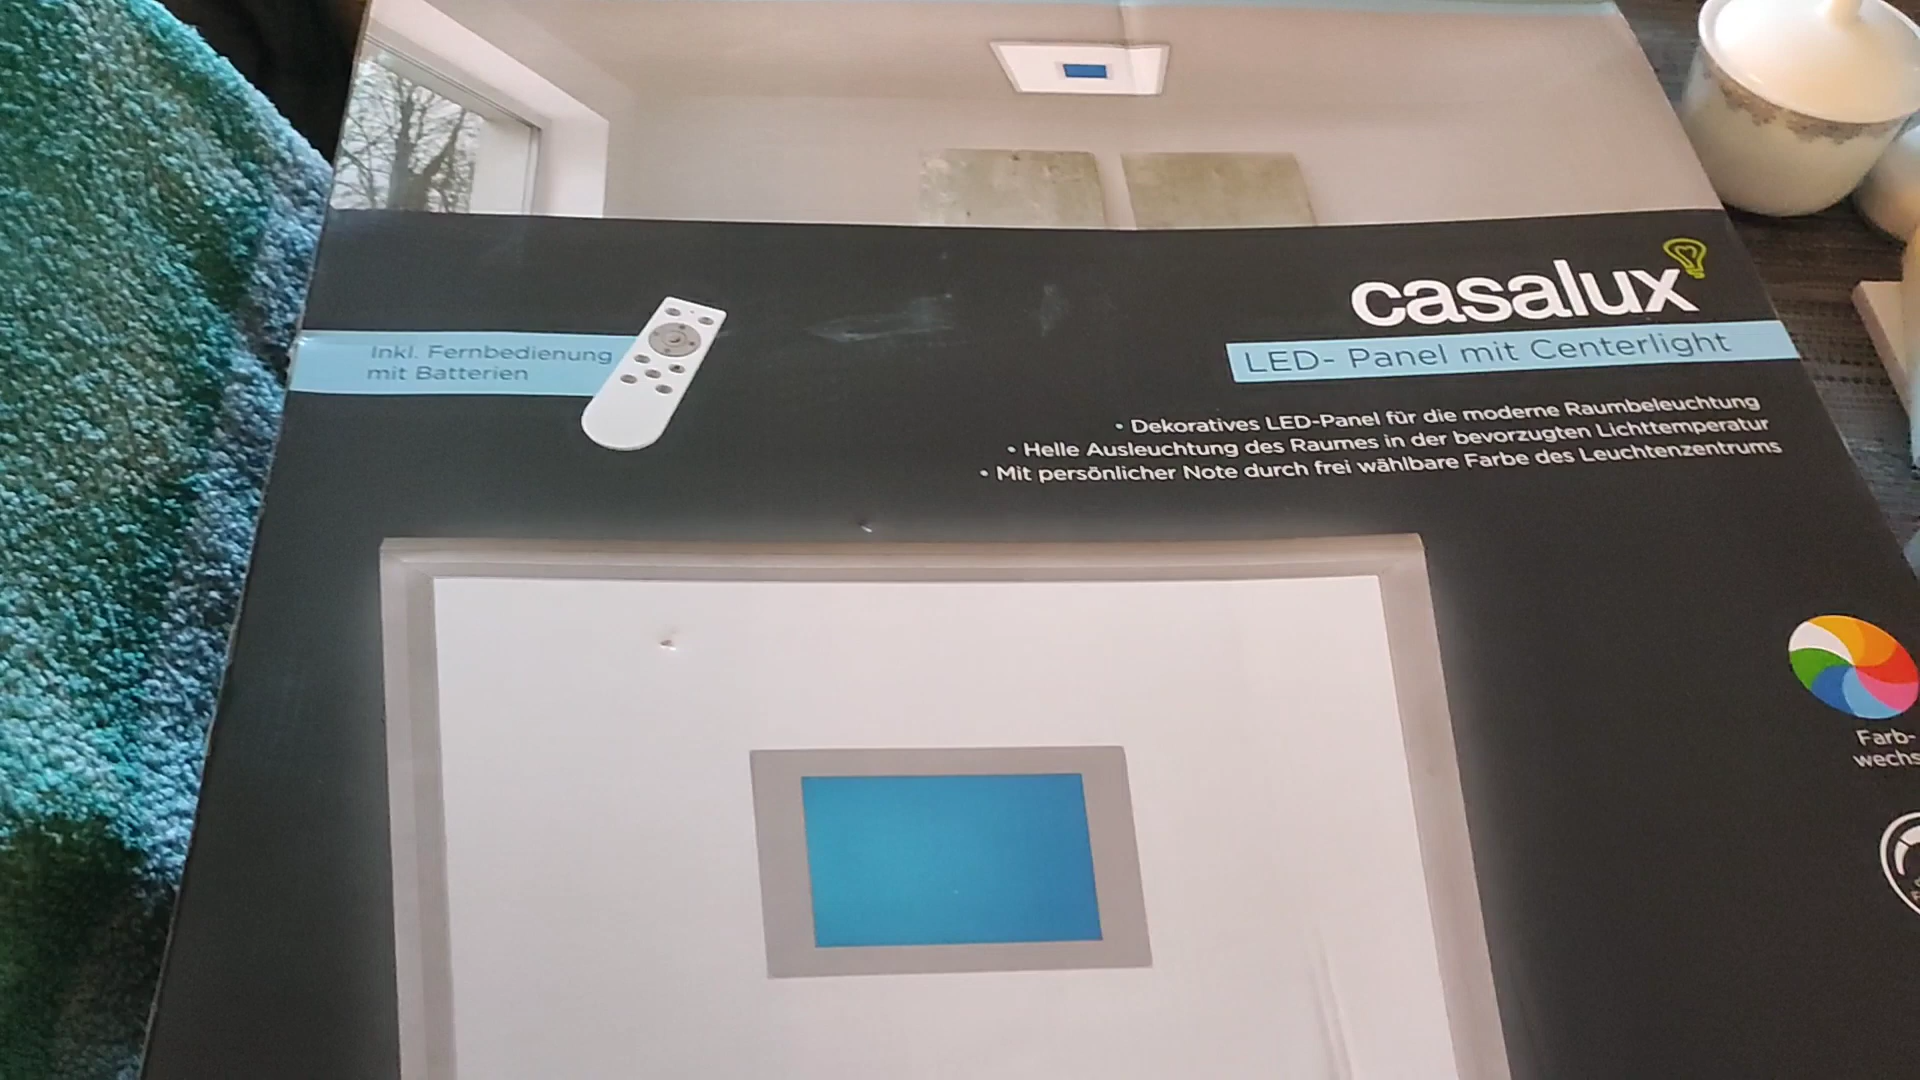 casalux
LED- Panel mit Centerlight
Inkl. Fernbedienung
mit Batterien
• Dekoratives LED-Panel für die moderne Raumbeleuchtung
• Helle Ausleuchtung des Raumes in der bevorzugten Lichttemperatur
• Mit persönlicher Note durch frei wählbare Farbe des Leuchtenzentrums
Farb-
wechs